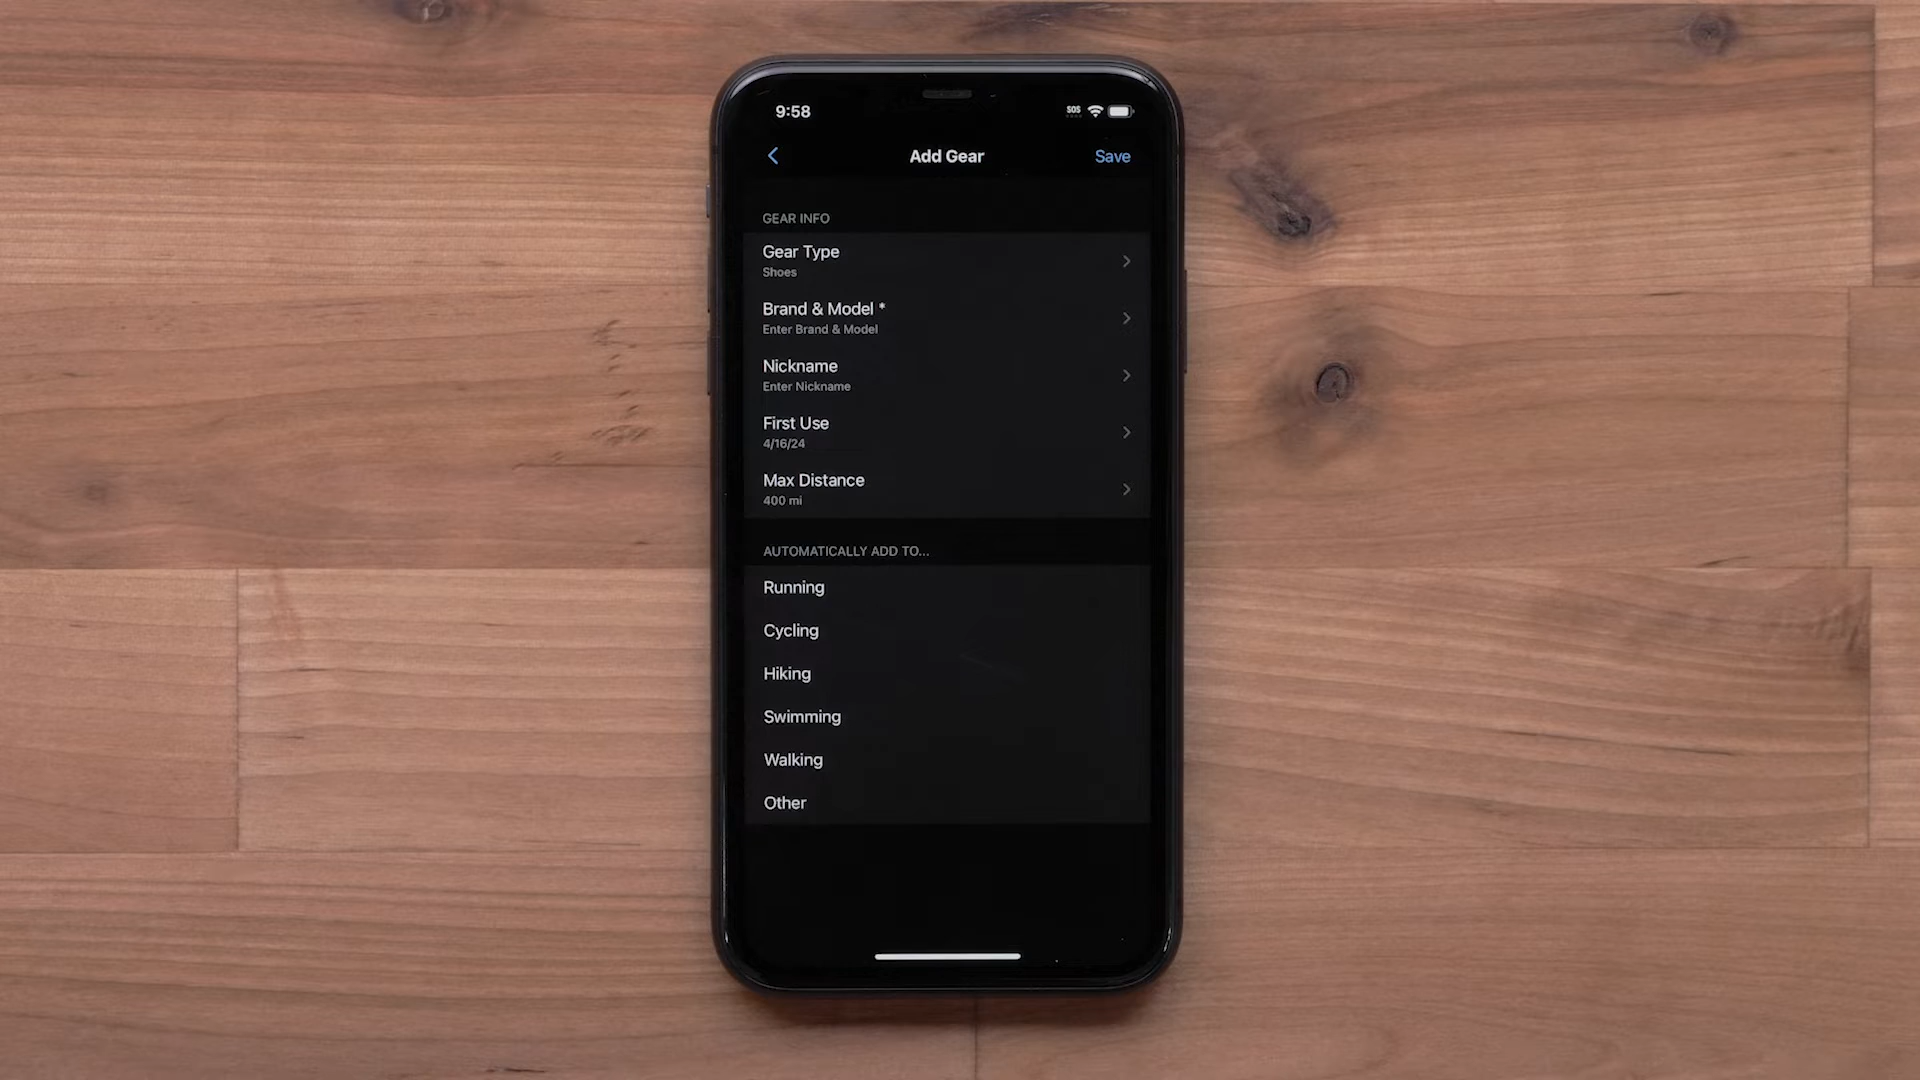 9:58
SOS
Add Gear
Save
GEAR INFO
Gear Type
Shoes
Brand & Model *
Enter Brand & Model
Nickname
Enter Nickname
First Use
4/16/24
Max Distance
400 mi
AUTOMATICALLY ADD TO...
Running
Cycling
Hiking
Swimming
Walking
Other